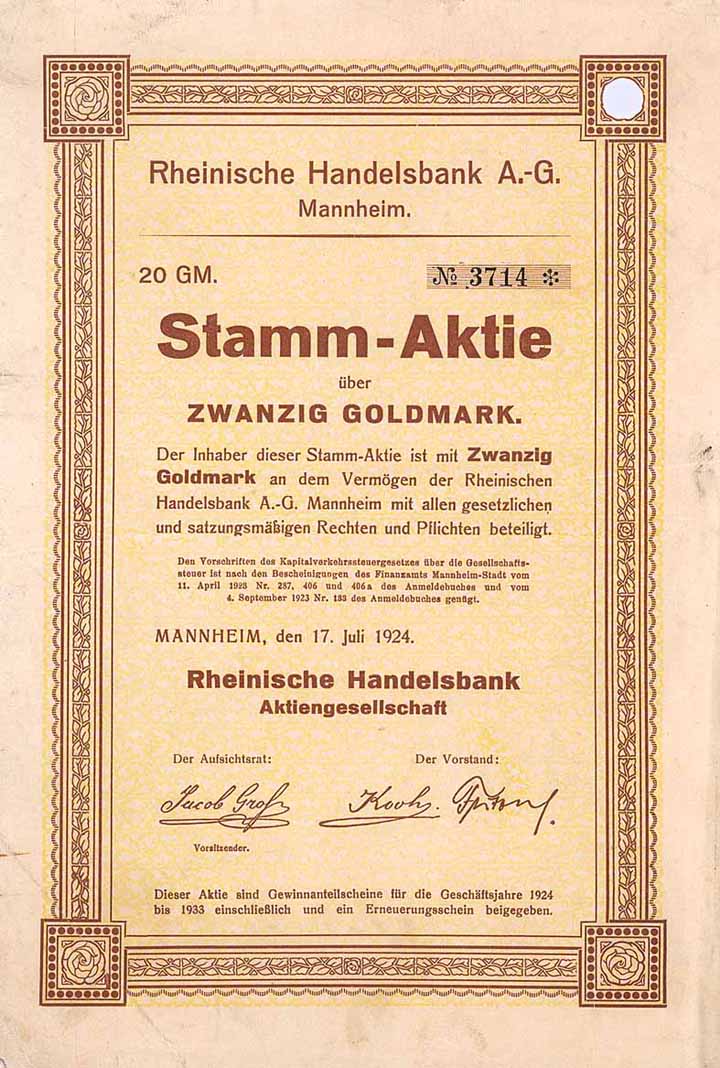 Rheinische Handelsbank A.-G.
Mannheim.
20 GM.
№ 3714 ✻
Stamm-Aktie
über
ZWANZIG GOLDMARK.
Der Inhaber dieser Stamm-Aktie ist mit Zwanzig
Goldmark an dem Vermögen der Rheinischen
Handelsbank A.-G. Mannheim mit allen gesetzlichen
und satzungsmäßigen Rechten und Pflichten beteiligt.
Den Vorschriften des Kapitalverkehrssteuergesetzes über die Gesellschafts-
steuer ist nach den Bescheinigungen des Finanzamts Mannheim-Stadt vom
11. April 1923 Nr. 287, 406 und 406a des Anmeldebuches und vom
4. September 1923 Nr. 133 des Anmeldebuches genügt.
MANNHEIM, den 17. Juli 1924.
Rheinische Handelsbank
Aktiengesellschaft
Der Aufsichtsrat:
Der Vorstand:
Jacob
Vorsitzender.
Dieser Aktie sind Gewinnanteilscheine für die Geschäftsjahre 1924
bis 1933 einschließlich und ein Erneuerungsschein beigegeben.